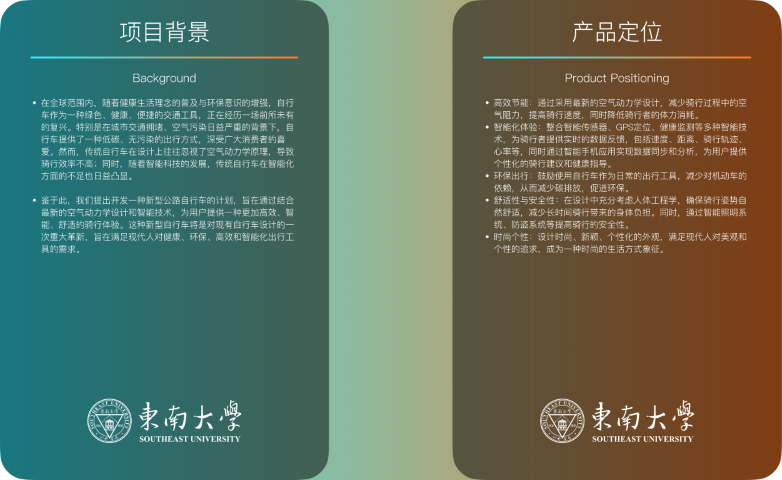 项目背景
Background
• 在全球范围内，随着健康生活理念的普及与环保意识的增强，自行
车作为一种绿色、健康、便捷的交通工具，正在经历一场前所未有
的复兴。特别是在城市交通拥堵、空气污染日益严重的背景下，自
行车提供了一种低碳、无污染的出行方式，深受广大消费者的喜
爱。然而，传统自行车在设计上往往忽视了空气动力学原理，导致
骑行效率不高；同时，随着智能科技的发展，传统自行车在智能化
方面的不足也日益凸显。
• 鉴于此，我们提出开发一种新型公路自行车的计划，旨在通过结合
最新的空气动力学设计和智能技术，为用户提供一种更加高效、智
能、舒适的骑行体验。这种新型自行车将是对现有自行车设计的一
次重大革新，旨在满足现代人对健康、环保、高效和智能化出行工
具的需求。
東南大學
SOUTHEAST UNIVERSITY
产品定位
Product Positioning
• 高效节能：通过采用最新的空气动力学设计，减少骑行过程中的空
气阻力，提高骑行速度，同时降低骑行者的体力消耗。
• 智能化体验：整合智能传感器、GPS定位、健康监测等多种智能技
术，为骑行者提供实时的数据反馈，包括速度、距离、骑行轨迹、
心率等，同时通过智能手机应用实现数据同步和分析，为用户提供
个性化的骑行建议和健康指导。
• 环保出行：鼓励使用自行车作为日常的出行工具，减少对机动车的
依赖，从而减少碳排放，促进环保。
• 舒适性与安全性：在设计中充分考虑人体工程学，确保骑行姿势自
然舒适，减少长时间骑行带来的身体负担。同时，通过智能照明系
统、防盗系统等提高骑行的安全性。
• 时尚个性：设计时尚、新颖、个性化的外观，满足现代人对美观和
个性的追求，成为一种时尚的生活方式象征。
東南大學
SOUTHEAST UNIVERSITY